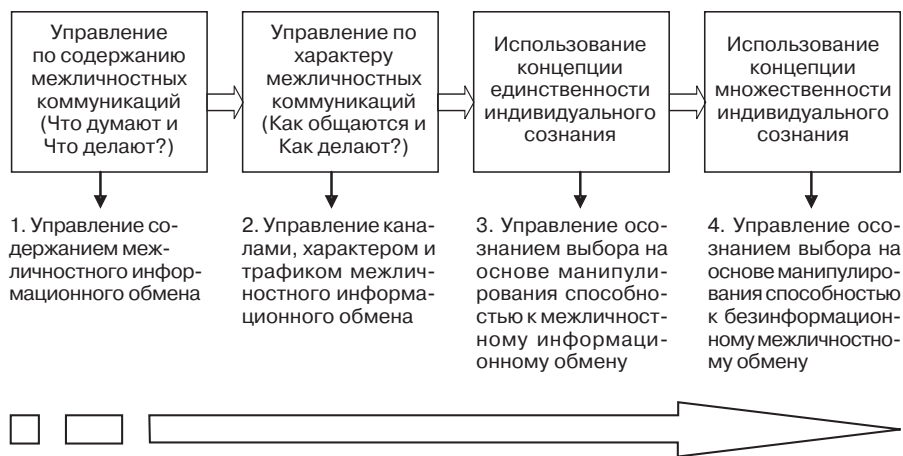 Управление
по содержанию
межличностных
коммуникаций
(Что думают и
Что делают?)
Управление по
характеру
межличностных
коммуникаций
(Как общаются и
Как делают?)
Использование
концепции
единственности
индивидуального
сознания
Использование
концепции
множественности
индивидуального
сознания
1. Управление со-
держанием меж-
личностного инфор-
мационного обмена
2. Управление кана-
лами, характером и
трафиком межлич-
ностного информа-
ционного обмена
3. Управление осо-
знанием выбора на
основе манипули-
рования способно-
стью к межличност-
ному информаци-
онному обмену
4. Управление осо-
знанием выбора на
основе манипулиро-
вания способностью
к безинформацион-
ному межличностно-
му обмену